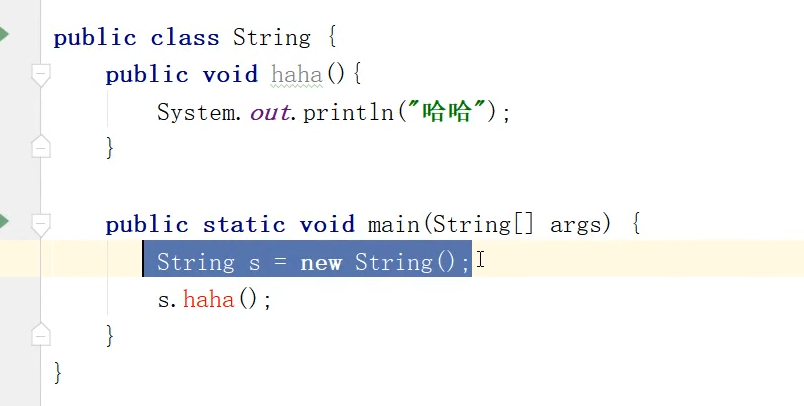 public class String {
public void haha(){
System.out.println("哈哈");
}
public static void main(String[] args) {
String s = new String();
s.haha();
}
}